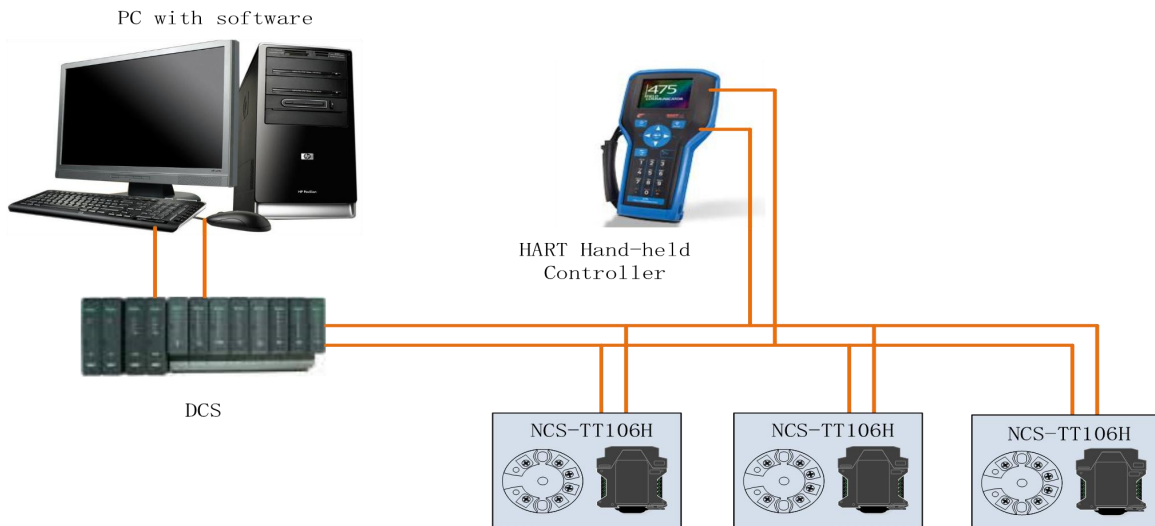 PC with software
475
HART Hand-held
Controller
DCS
NCS-TT106H
NCS-TT106H
NCS-TT106H